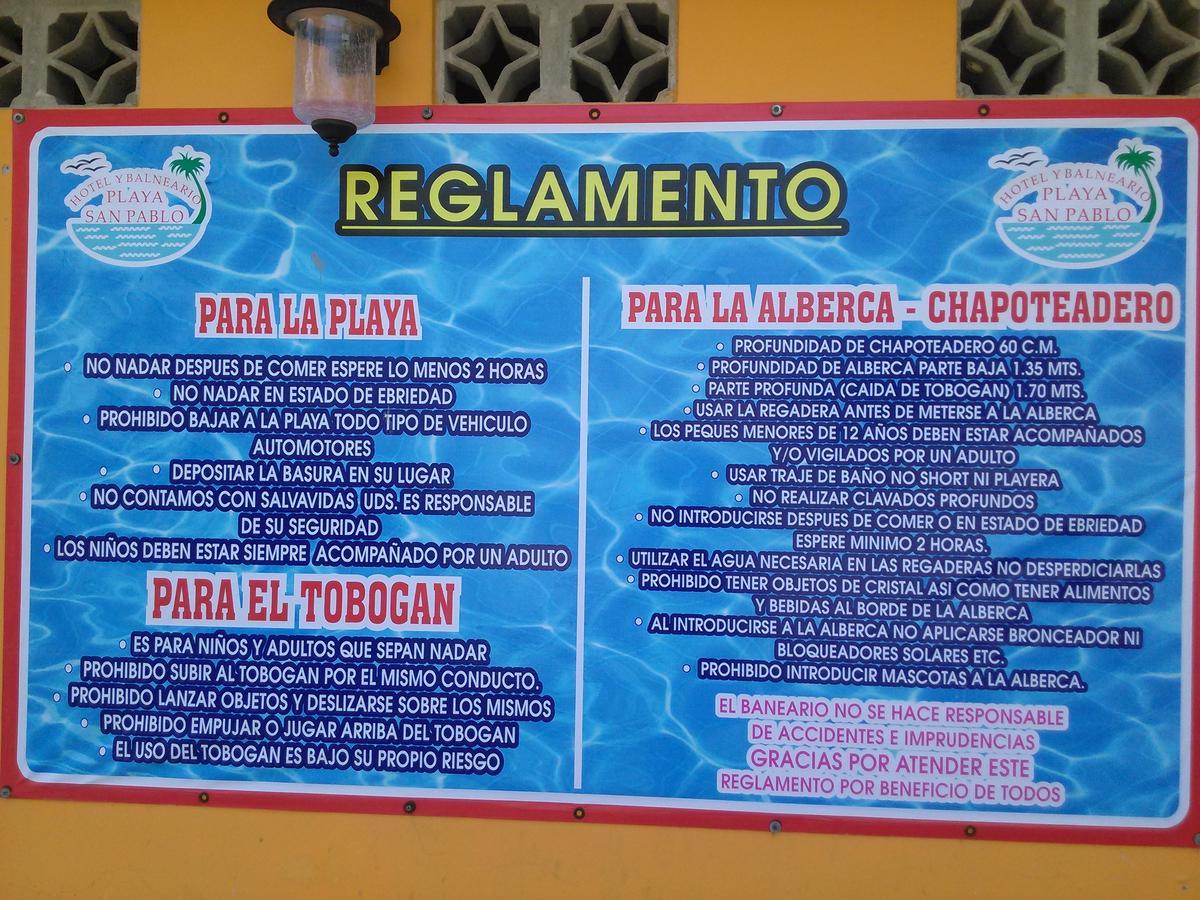 HOTEL Y BALNEARIO
PLAYA
SAN PABLO
REGLAMENTO
HOTEL Y BALNEARIO
PLAYA
SAN PABLO
PARA LA PLAYA
• NO NADAR DESPUES DE COMER ESPERE LO MENOS 2 HORAS
• NO NADAR EN ESTADO DE EBRIEDAD
• PROHIBIDO BAJAR A LA PLAYA TODO TIPO DE VEHICULO
AUTOMOTORES
• • DEPOSITAR LA BASURA EN SU LUGAR
• NO CONTAMOS CON SALVAVIDAS UDS. ES RESPONSABLE
DE SU SEGURIDAD
• LOS NIÑOS DEBEN ESTAR SIEMPRE ACOMPAÑADO POR UN ADULTO
PARA EL TOBOGAN
• ES PARA NIÑOS Y ADULTOS QUE SEPAN NADAR
• PROHIBIDO SUBIR AL TOBOGAN POR EL MISMO CONDUCTO.
• PROHIBIDO LANZAR OBJETOS Y DESLIZARSE SOBRE LOS MISMOS
• PROHIBIDO EMPUJAR O JUGAR ARRIBA DEL TOBOGAN
• EL USO DEL TOBOGAN ES BAJO SU PROPIO RIESGO
PARA LA ALBERCA - CHAPOTEADERO
• PROFUNDIDAD DE CHAPOTEADERO 60 C.M.
• PROFUNDIDAD DE ALBERCA PARTE BAJA 1.35 MTS.
• PARTE PROFUNDA (CAIDA DE TOBOGAN) 1.70 MTS.
• USAR LA REGADERA ANTES DE METERSE A LA ALBERCA
• LOS PEQUES MENORES DE 12 AÑOS DEBEN ESTAR ACOMPAÑADOS
Y/O VIGILADOS POR UN ADULTO
• USAR TRAJE DE BAÑO NO SHORT NI PLAYERA
• NO REALIZAR CLAVADOS PROFUNDOS
• NO INTRODUCIRSE DESPUES DE COMER O EN ESTADO DE EBRIEDAD
ESPERE MINIMO 2 HORAS.
• UTILIZAR EL AGUA NECESARIA EN LAS REGADERAS NO DESPERDICIARLAS
• PROHIBIDO TENER OBJETOS DE CRISTAL ASI COMO TENER ALIMENTOS
Y BEBIDAS AL BORDE DE LA ALBERCA
• AL INTRODUCIRSE A LA ALBERCA NO APLICARSE BRONCEADOR NI
BLOQUEADORES SOLARES ETC.
• PROHIBIDO INTRODUCIR MASCOTAS A LA ALBERCA.
EL BANEARIO NO SE HACE RESPONSABLE
DE ACCIDENTES E IMPRUDENCIAS
GRACIAS POR ATENDER ESTE
REGLAMENTO POR BENEFICIO DE TODOS